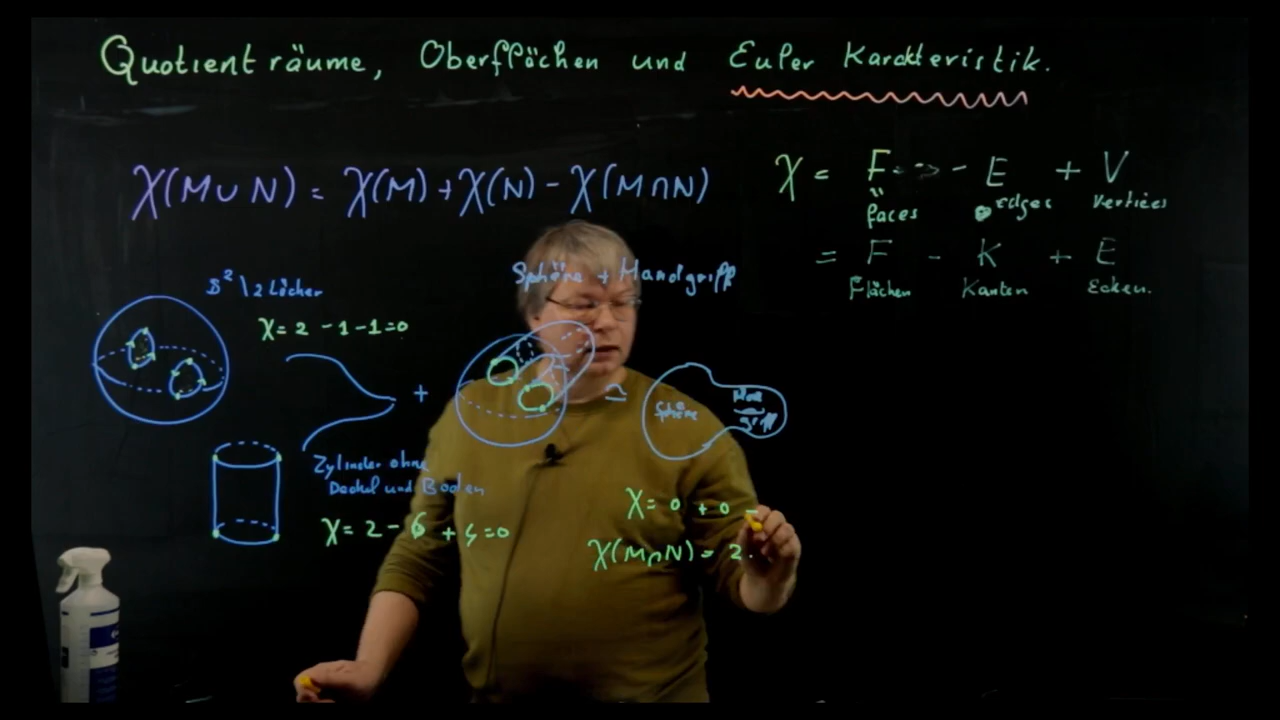 Quotienträume, Oberflächen und Euler Karakteristik.
χ(M∪N) = χ(M)+χ(N) - χ(M∩N)
χ = F - E + V
faces edges vertices
= F - K + E
Flächen Kanten Ecken.
S² \ 2 Löcher
χ = 2 - 1 - 1 = 0
Sphäre + Handgriff
+
≃
Sphäre
Zylinder ohne
Deckel und Boden
χ = 2 - 6 + 4 = 0
χ = 0 + 0 -
χ(M∩N) = 2.